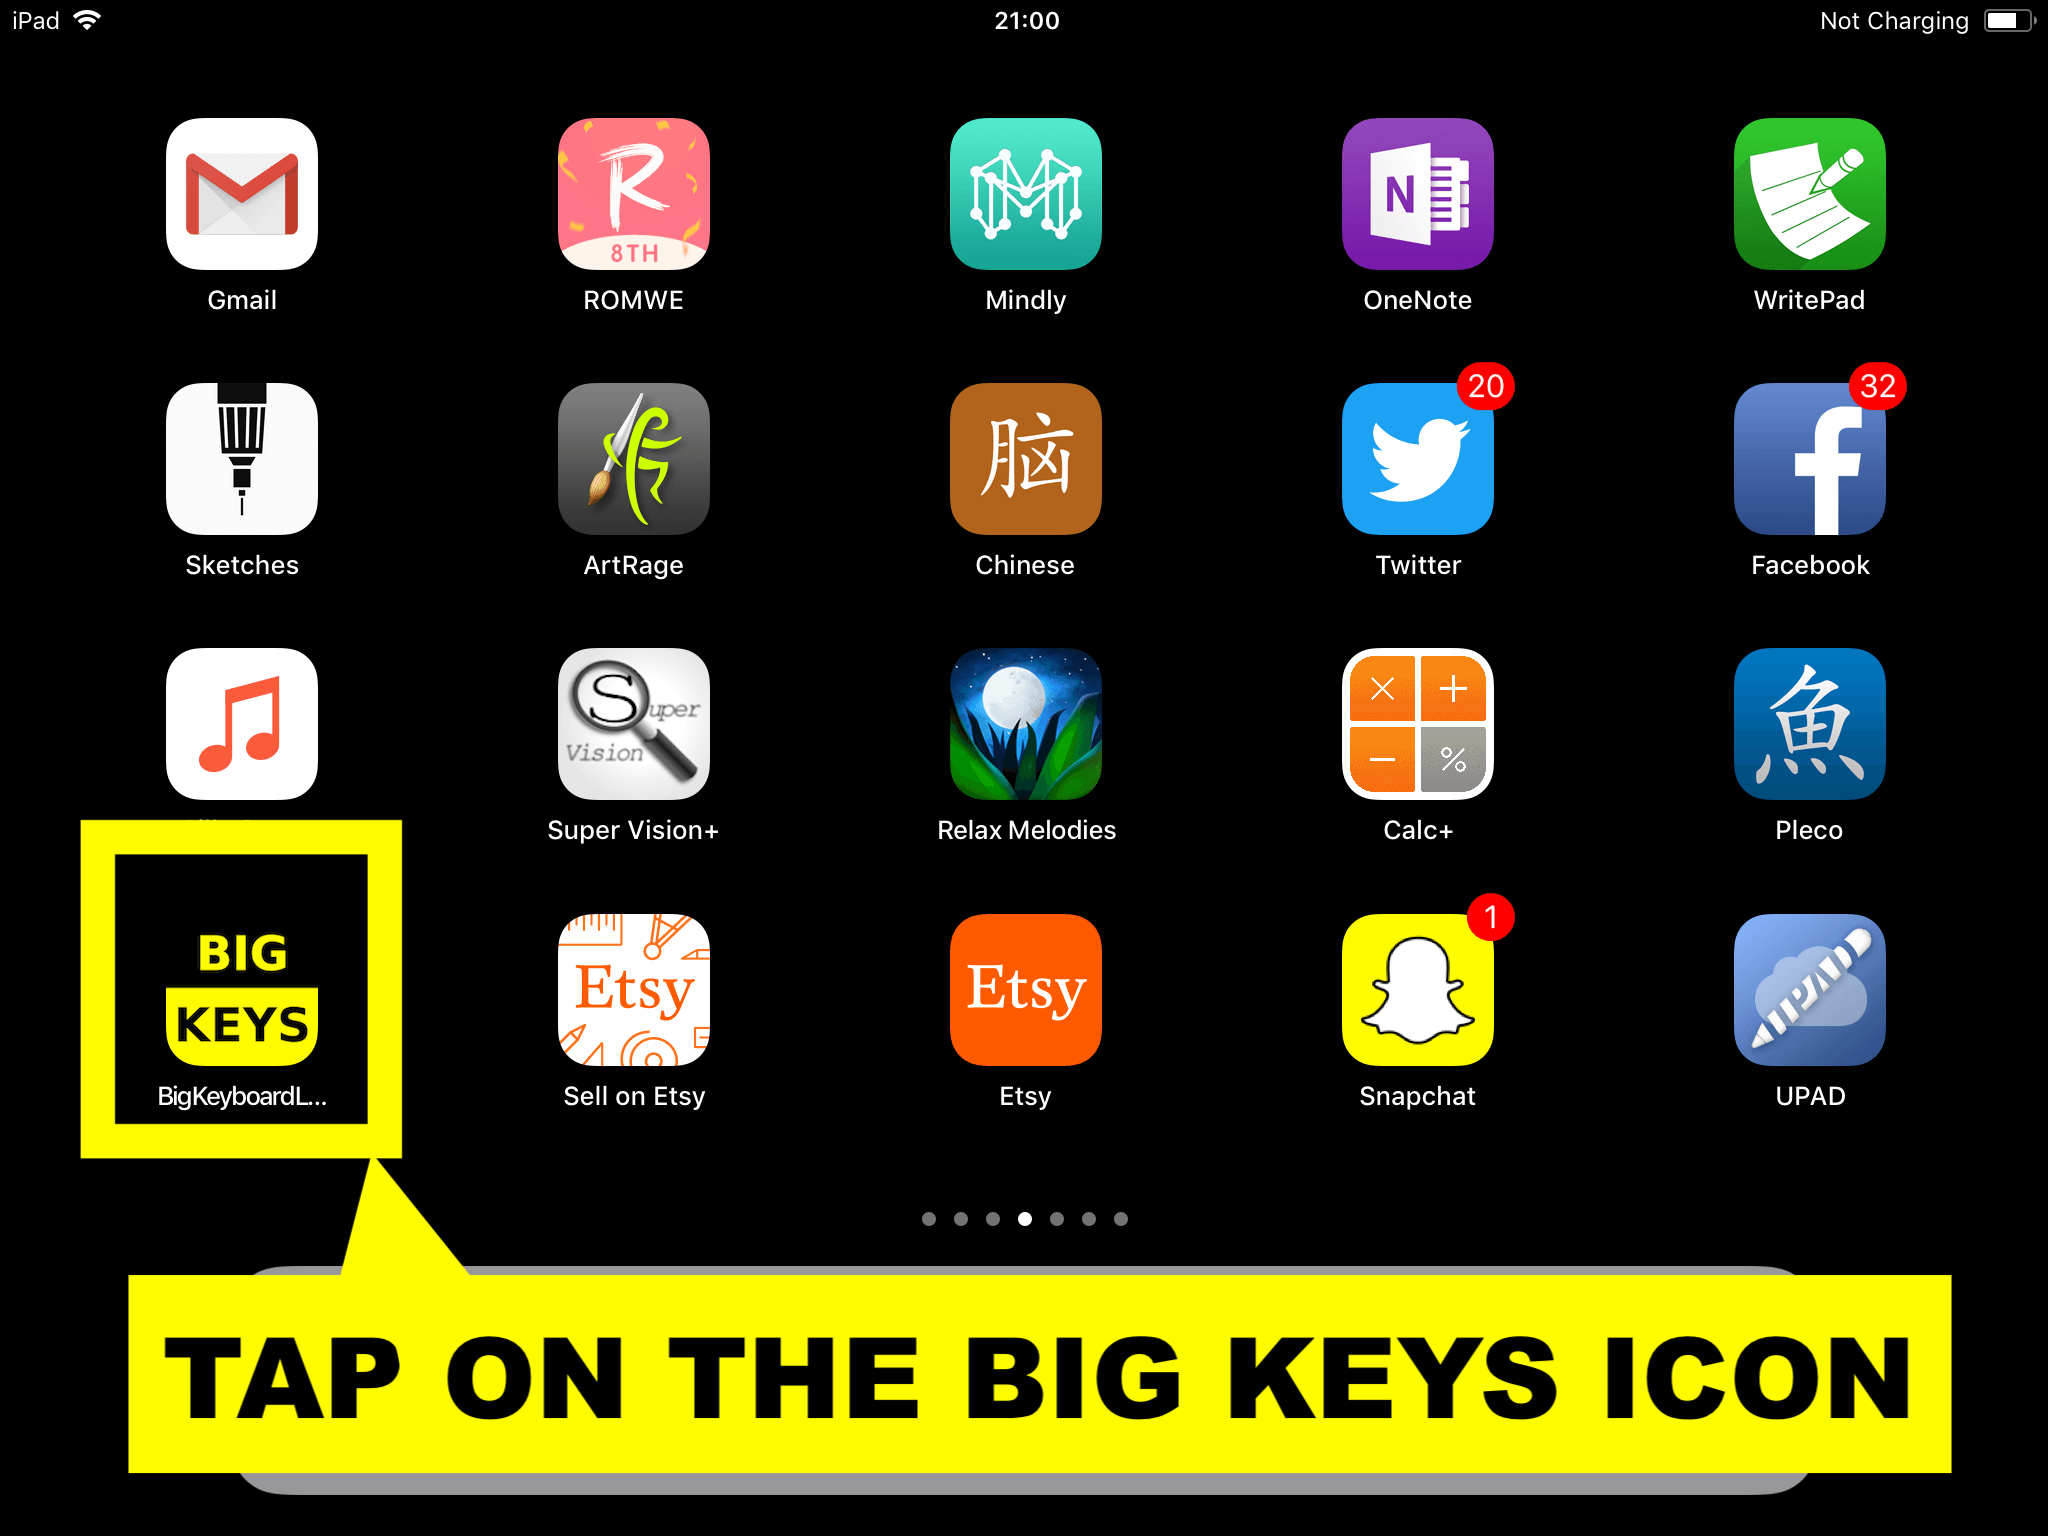 iPad 21:00 Not Charging
R
8TH
N
Gmail ROMWE Mindly OneNote WritePad
脑
20
32
Sketches ArtRage Chinese Twitter Facebook
Super
Vision
× +
− %
魚
Super Vision+ Relax Melodies Calc+ Pleco
BIG
KEYS
Etsy
Etsy
1
UPAD
BigKeyboardL... Sell on Etsy Etsy Snapchat UPAD
TAP ON THE BIG KEYS ICON